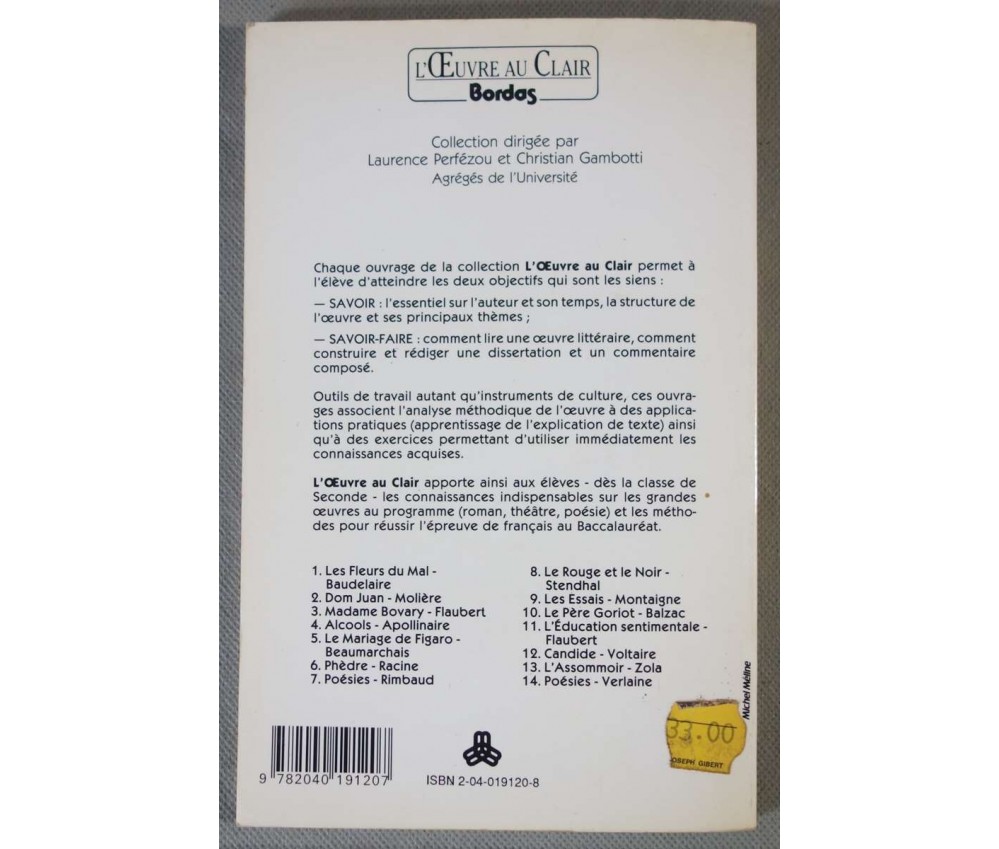 L'ŒUVRE AU CLAIR
Bordas
Collection dirigée par
Laurence Perfézou et Christian Gambotti
Agrégés de l'Université
Chaque ouvrage de la collection L'Œuvre au Clair permet à
l'élève d'atteindre les deux objectifs qui sont les siens :
— SAVOIR : l'essentiel sur l'auteur et son temps, la structure de
l'œuvre et ses principaux thèmes ;
— SAVOIR-FAIRE : comment lire une œuvre littéraire, comment
construire et rédiger une dissertation et un commentaire
composé.
Outils de travail autant qu'instruments de culture, ces ouvra-
ges associent l'analyse méthodique de l'œuvre à des applica-
tions pratiques (apprentissage de l'explication de texte) ainsi
qu'à des exercices permettant d'utiliser immédiatement les
connaissances acquises.
L'Œuvre au Clair apporte ainsi aux élèves - dès la classe de
Seconde - les connaissances indispensables sur les grandes
œuvres au programme (roman, théâtre, poésie) et les métho-
des pour réussir l'épreuve de français au Baccalauréat.
1. Les Fleurs du Mal -
Baudelaire
2. Dom Juan - Molière
3. Madame Bovary - Flaubert
4. Alcools - Apollinaire
5. Le Mariage de Figaro -
Beaumarchais
6. Phèdre - Racine
7. Poésies - Rimbaud
8. Le Rouge et le Noir -
Stendhal
9. Les Essais - Montaigne
10. Le Père Goriot - Balzac
11. L'Éducation sentimentale -
Flaubert
12. Candide - Voltaire
13. L'Assommoir - Zola
14. Poésies - Verlaine
Michel Méline
33.00
OSEPH GIBERT
9 782040 191207
ISBN 2-04-019120-8